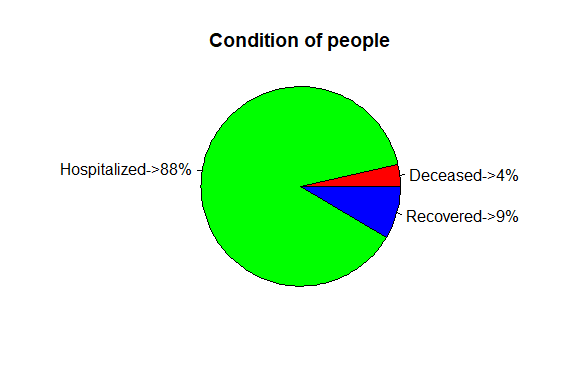 Condition of people
Hospitalized->88%
Deceased->4%
Recovered->9%